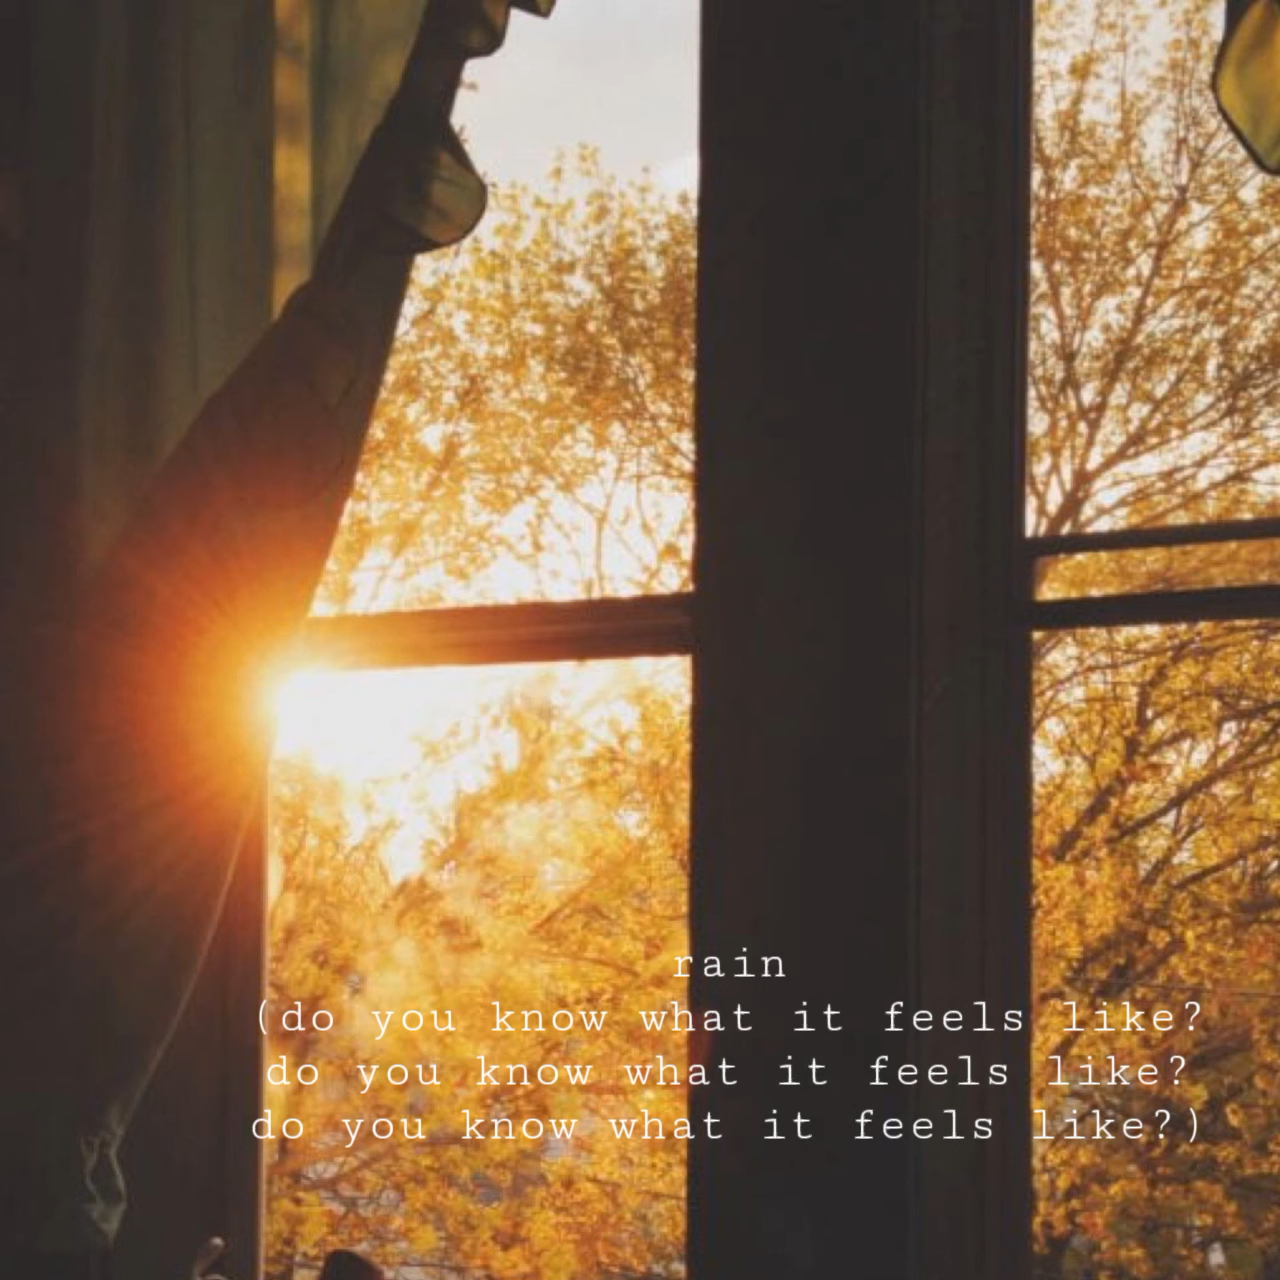 rain
(do you know what it feels like?
do you know what it feels like?
do you know what it feels like?)